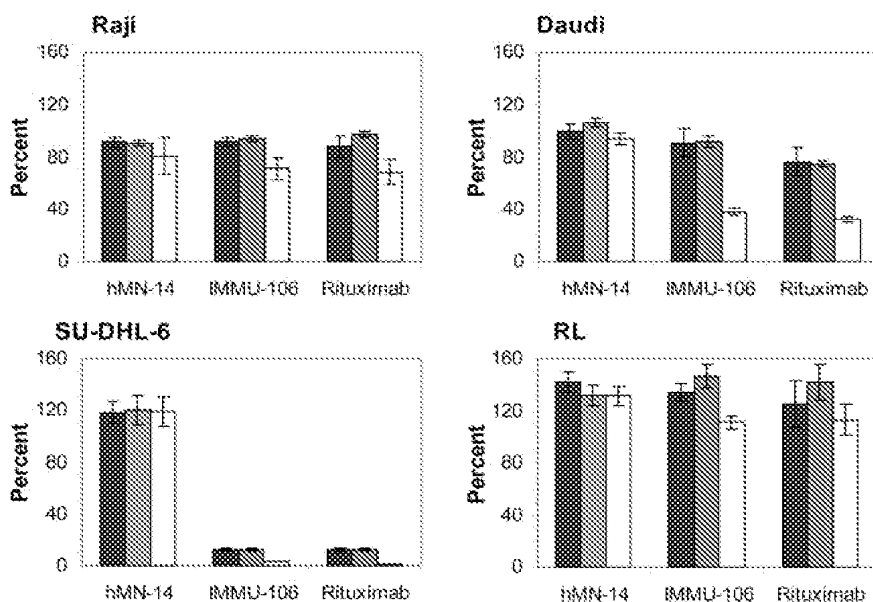 Raji
Percent
160
120
80
40
0
hMN-14 IMMU-106 Rituximab
Daudi
Percent
160
120
80
40
0
hMN-14 IMMU-106 Rituximab
SU-DHL-6
Percent
160
120
80
40
0
hMN-14 IMMU-106 Rituximab
RL
Percent
160
120
80
40
0
hMN-14 IMMU-106 Rituximab